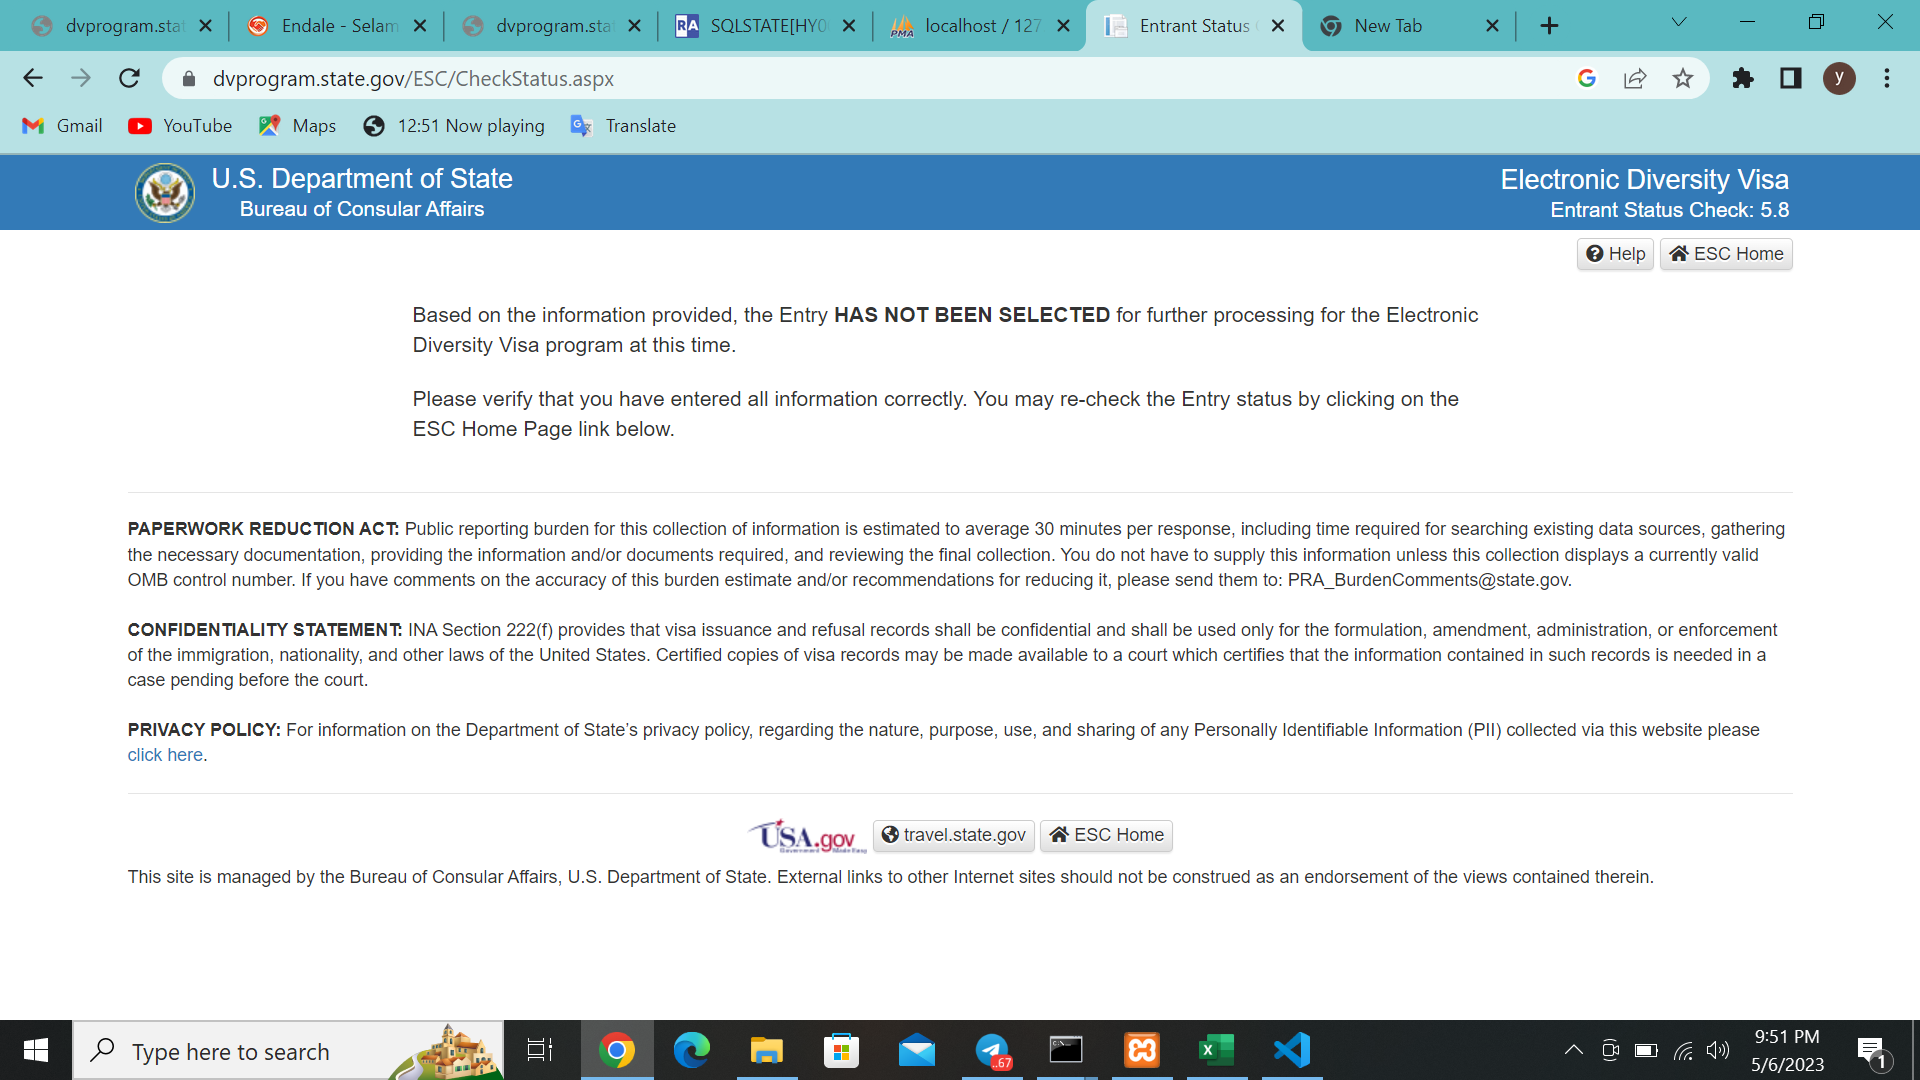 dvprogram.stat
Endale - Selam
dvprogram.stat
SQLSTATE[HY0
localhost / 127
Entrant Status
New Tab
dvprogram.state.gov/ESC/CheckStatus.aspx
y
Gmail
YouTube
Maps
12:51 Now playing
Translate
U.S. Department of State
Bureau of Consular Affairs
Electronic Diversity Visa
Entrant Status Check: 5.8
Help
ESC Home
Based on the information provided, the Entry HAS NOT BEEN SELECTED for further processing for the Electronic
Diversity Visa program at this time.
Please verify that you have entered all information correctly. You may re-check the Entry status by clicking on the
ESC Home Page link below.
PAPERWORK REDUCTION ACT: Public reporting burden for this collection of information is estimated to average 30 minutes per response, including time required for searching existing data sources, gathering
the necessary documentation, providing the information and/or documents required, and reviewing the final collection. You do not have to supply this information unless this collection displays a currently valid
OMB control number. If you have comments on the accuracy of this burden estimate and/or recommendations for reducing it, please send them to: PRA_BurdenComments@state.gov.
CONFIDENTIALITY STATEMENT: INA Section 222(f) provides that visa issuance and refusal records shall be confidential and shall be used only for the formulation, amendment, administration, or enforcement
of the immigration, nationality, and other laws of the United States. Certified copies of visa records may be made available to a court which certifies that the information contained in such records is needed in a
case pending before the court.
PRIVACY POLICY: For information on the Department of State’s privacy policy, regarding the nature, purpose, use, and sharing of any Personally Identifiable Information (PII) collected via this website please
click here.
USA.gov
travel.state.gov
ESC Home
This site is managed by the Bureau of Consular Affairs, U.S. Department of State. External links to other Internet sites should not be construed as an endorsement of the views contained therein.
Type here to search
..67
9:51 PM
5/6/2023
1